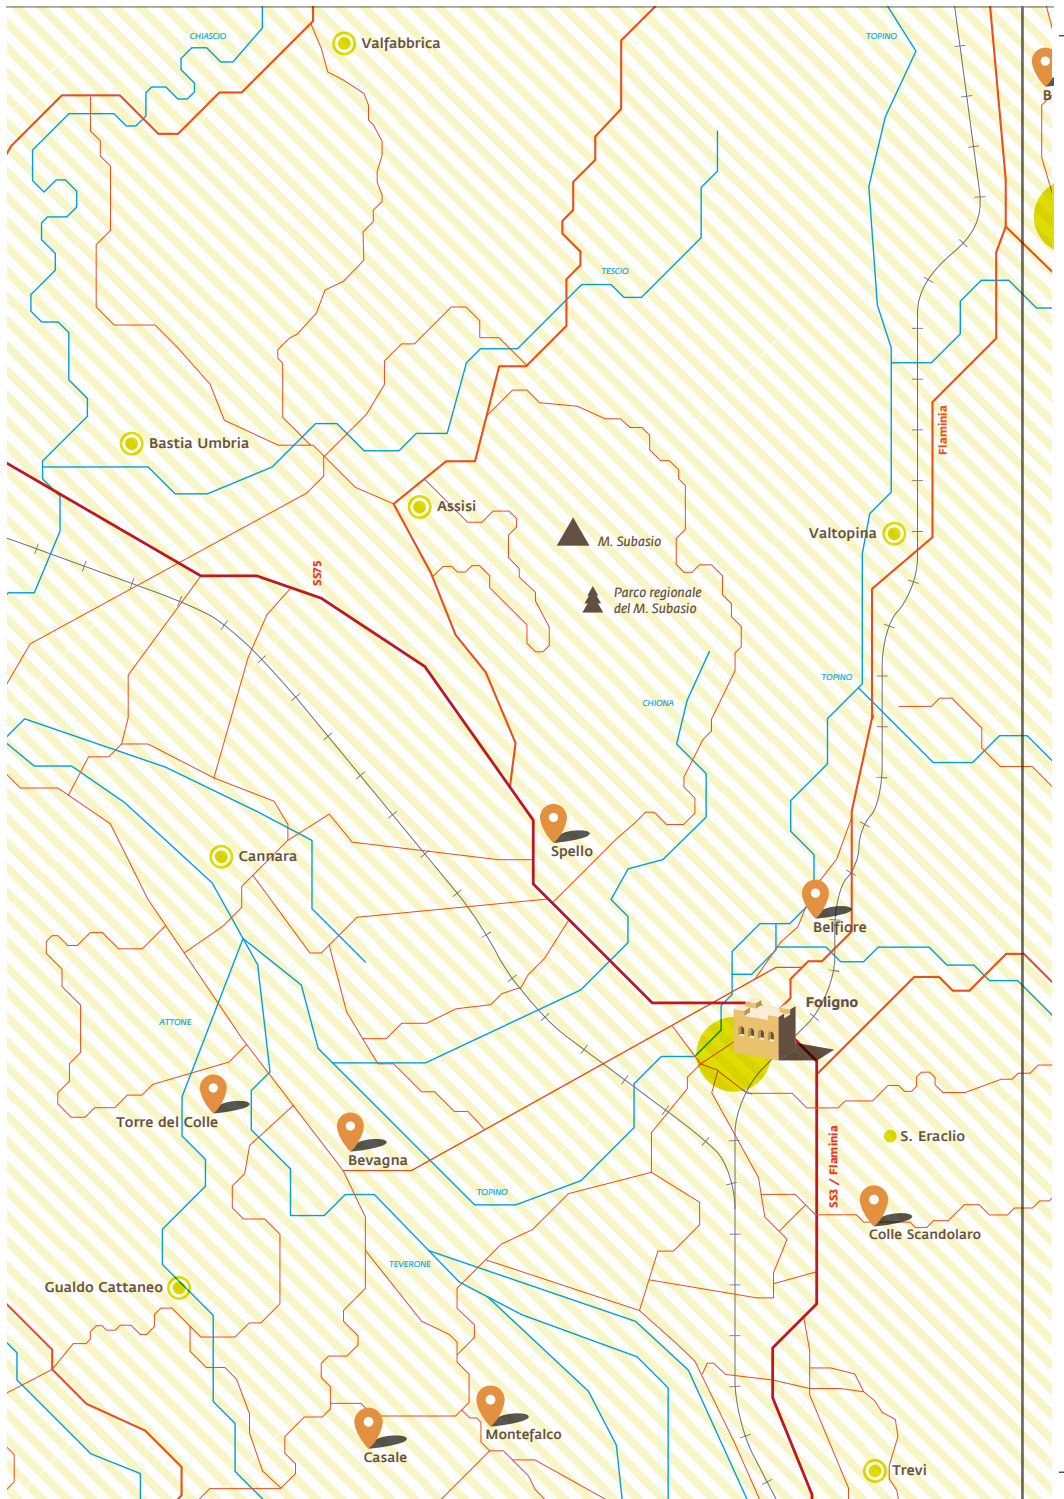 CHIASCIO
TOPINO
Valfabbrica
B
TESCIO
Flaminia
Bastia Umbria
Assisi
Valtopina
M. Subasio
SS75
Parco regionale
del M. Subasio
TOPINO
CHIONA
Spello
Cannara
Belfiore
Foligno
ATTONE
Torre del Colle
S. Eraclio
Bevagna
SS3 / Flaminia
TOPINO
Colle Scandolaro
TEVERONE
Gualdo Cattaneo
Montefalco
Casale
Trevi